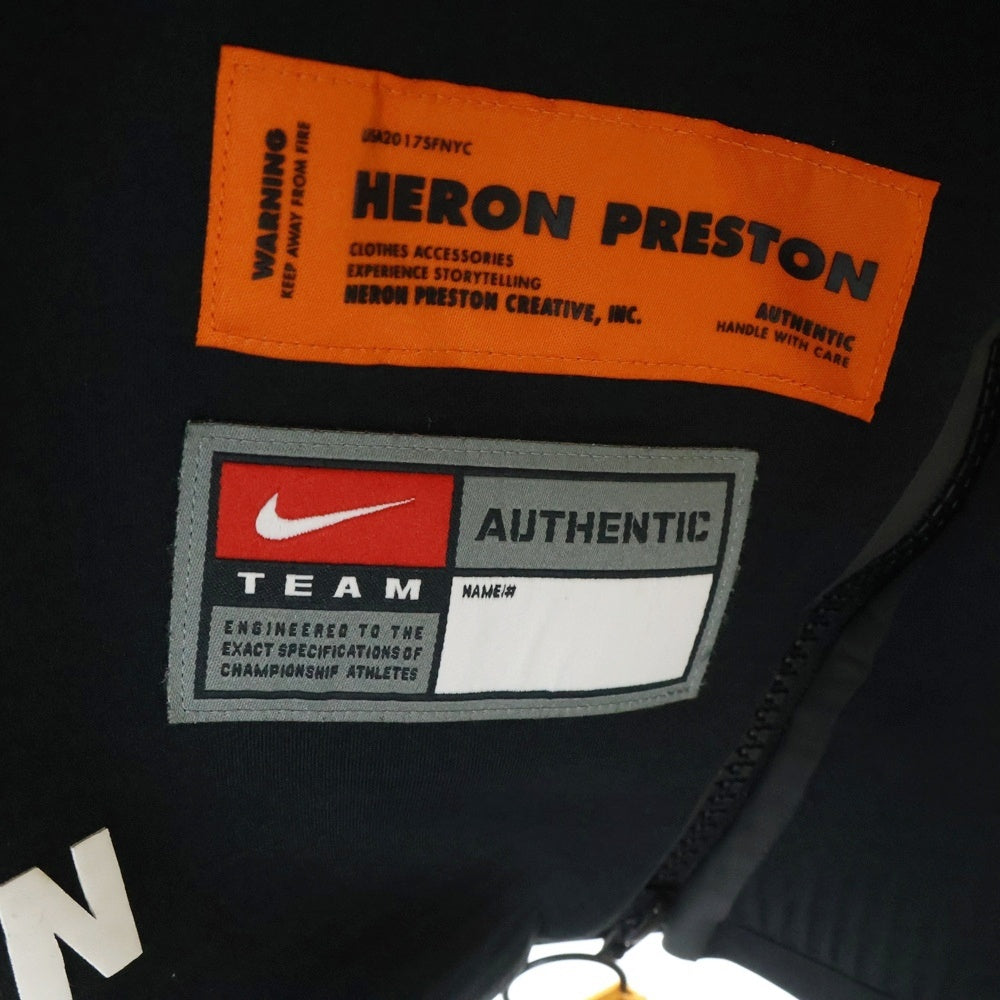 WARNING
KEEP AWAY FROM FIRE
USA2017SFNYC
HERON PRESTON
CLOTHES ACCESSORIES
EXPERIENCE STORYTELLING
HERON PRESTON CREATIVE, INC.
AUTHENTIC
HANDLE WITH CARE
TEAM
ENGINEERED TO THE
EXACT SPECIFICATIONS OF
CHAMPIONSHIP ATHLETES
AUTHENTIC
NAME/#
N